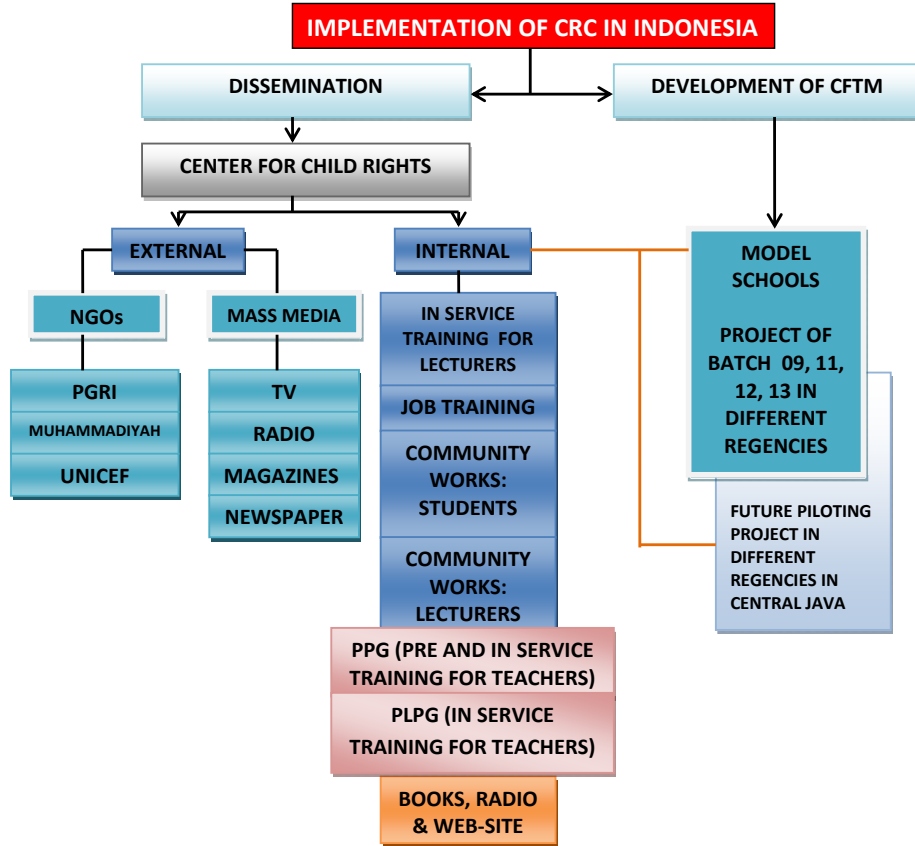 IMPLEMENTATION OF CRC IN INDONESIA
DISSEMINATION
DEVELOPMENT OF CFTM
CENTER FOR CHILD RIGHTS
EXTERNAL
INTERNAL
NGOs
MASS MEDIA
PGRI
MUHAMMADIYAH
UNICEF
TV
RADIO
MAGAZINES
NEWSPAPER
IN SERVICE
TRAINING FOR
LECTURERS
JOB TRAINING
COMMUNITY
WORKS:
STUDENTS
COMMUNITY
WORKS:
LECTURERS
PPG (PRE AND IN SERVICE
TRAINING FOR TEACHERS)
PLPG (IN SERVICE
TRAINING FOR TEACHERS)
BOOKS, RADIO
& WEB-SITE
MODEL
SCHOOLS
PROJECT OF
BATCH 09, 11,
12, 13 IN
DIFFERENT
REGENCIES
FUTURE PILOTING
PROJECT IN
DIFFERENT
REGENCIES IN
CENTRAL JAVA